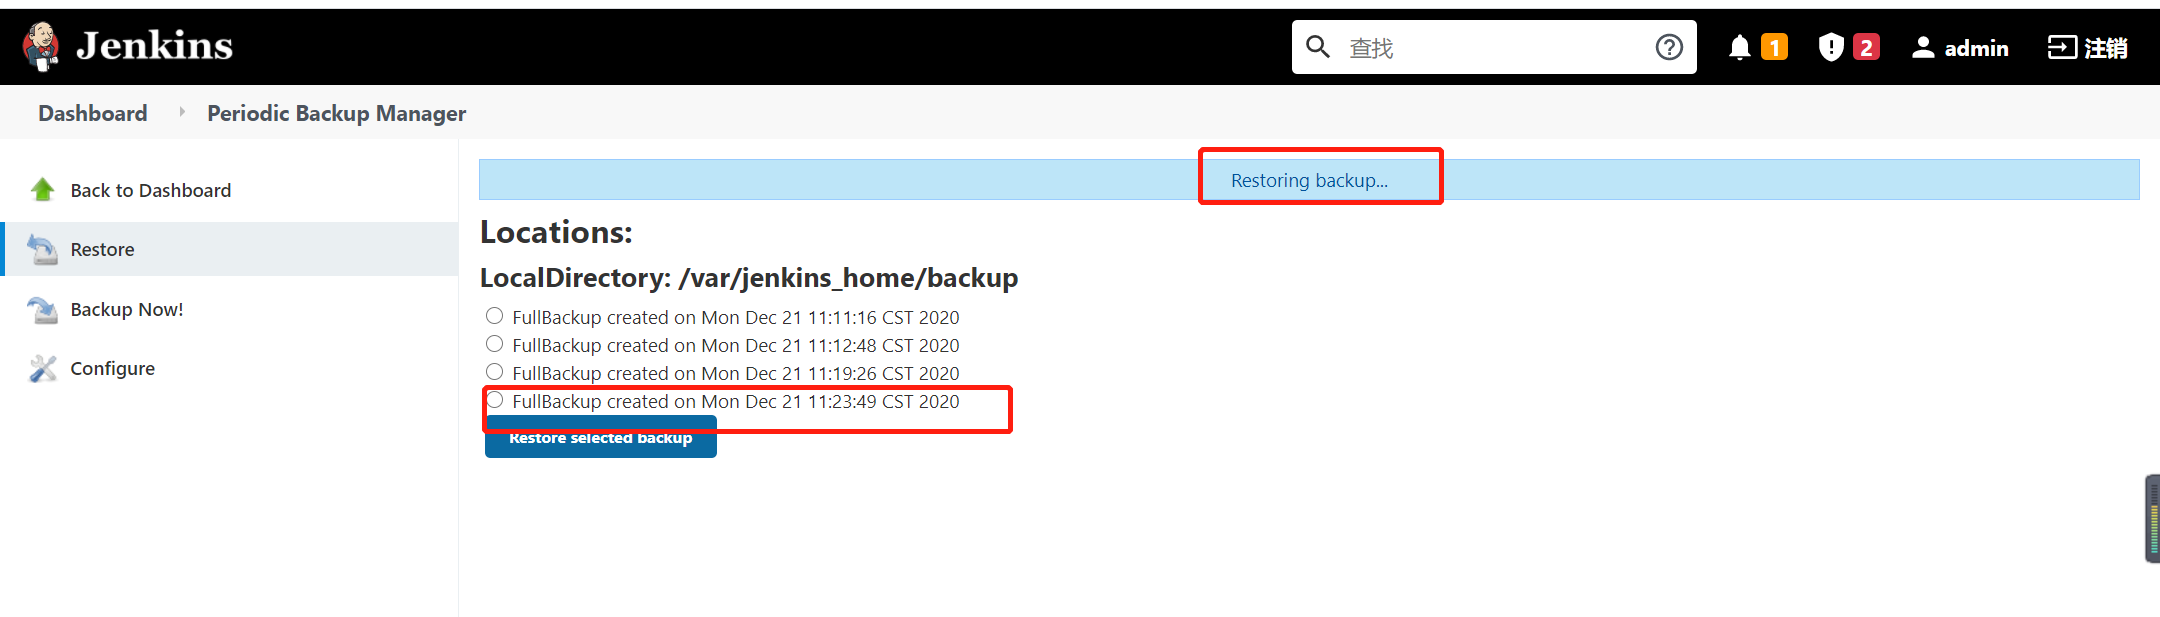 Jenkins
查找
1
2
admin
注销
Dashboard
Periodic Backup Manager
Back to Dashboard
Restore
Backup Now!
Configure
Restoring backup...
Locations:
LocalDirectory: /var/jenkins_home/backup
FullBackup created on Mon Dec 21 11:11:16 CST 2020
FullBackup created on Mon Dec 21 11:12:48 CST 2020
FullBackup created on Mon Dec 21 11:19:26 CST 2020
FullBackup created on Mon Dec 21 11:23:49 CST 2020
Restore selected backup